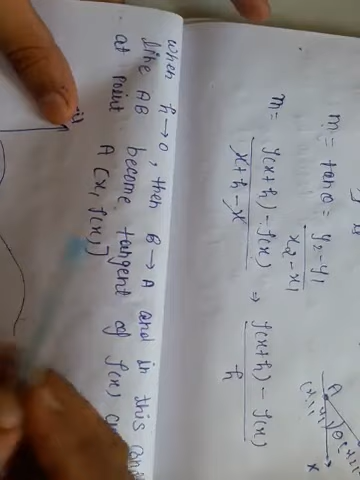 m = tanθ = y2-y1 / x2-x1
m = f(x+h) - f(x) / x+h-x ⇒ f(x+h) - f(x) / h
A
θ
x
when h→0, then B→A and in this
line AB become tangent of f(x)
at point A (x, f(x))